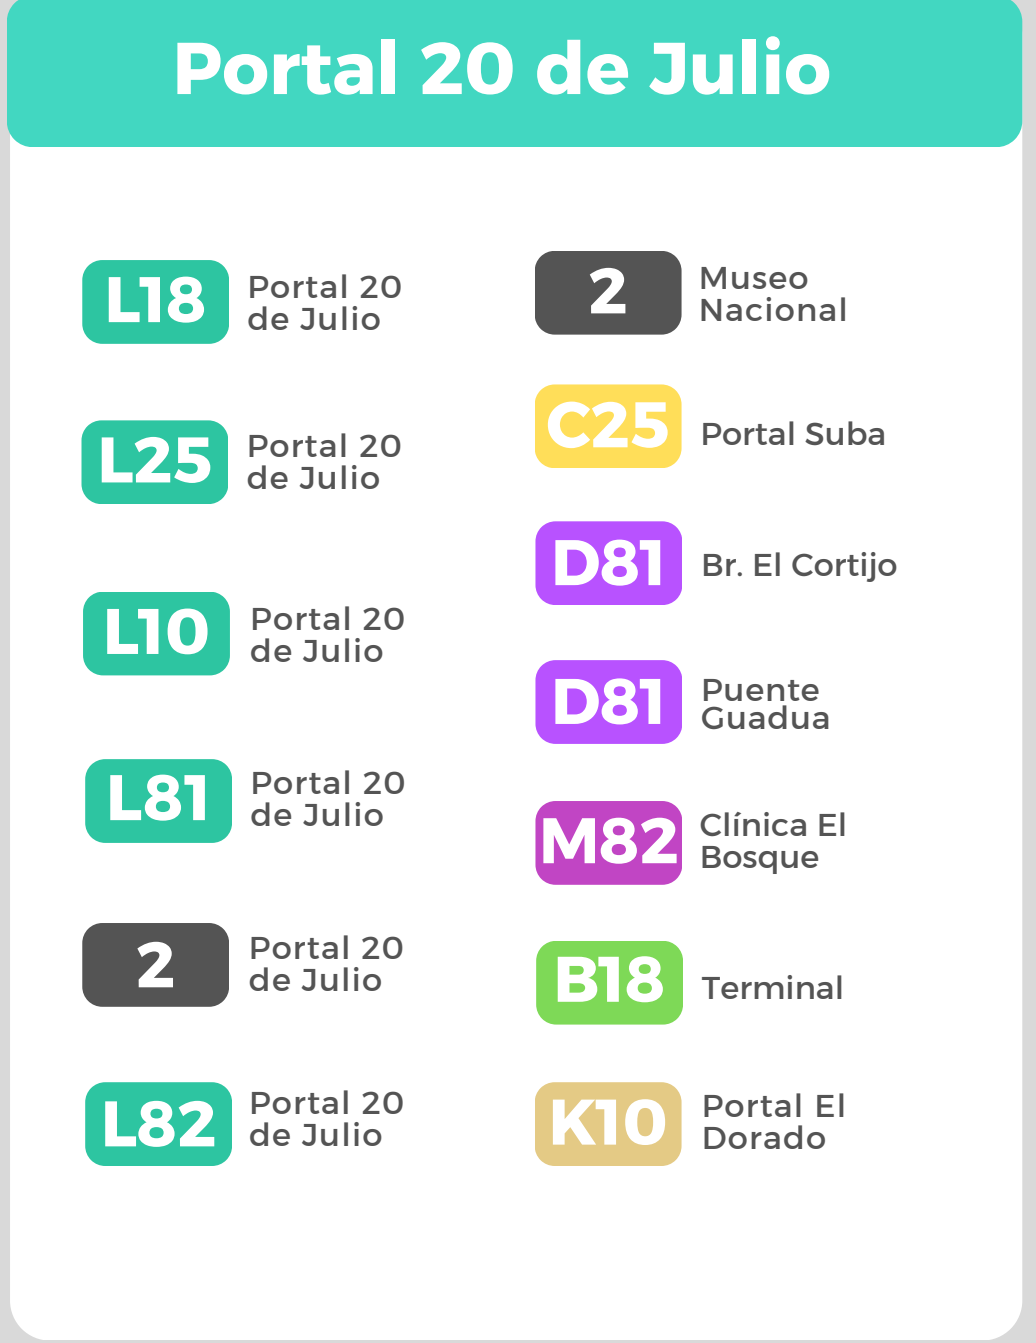 Portal 20 de Julio
L18
Portal 20
de Julio
L25
Portal 20
de Julio
L10
Portal 20
de Julio
L81
Portal 20
de Julio
2
Portal 20
de Julio
L82
Portal 20
de Julio
2
Museo
Nacional
C25
Portal Suba
D81
Br. El Cortijo
D81
Puente
Guadua
M82
Clínica El
Bosque
B18
Terminal
K10
Portal El
Dorado